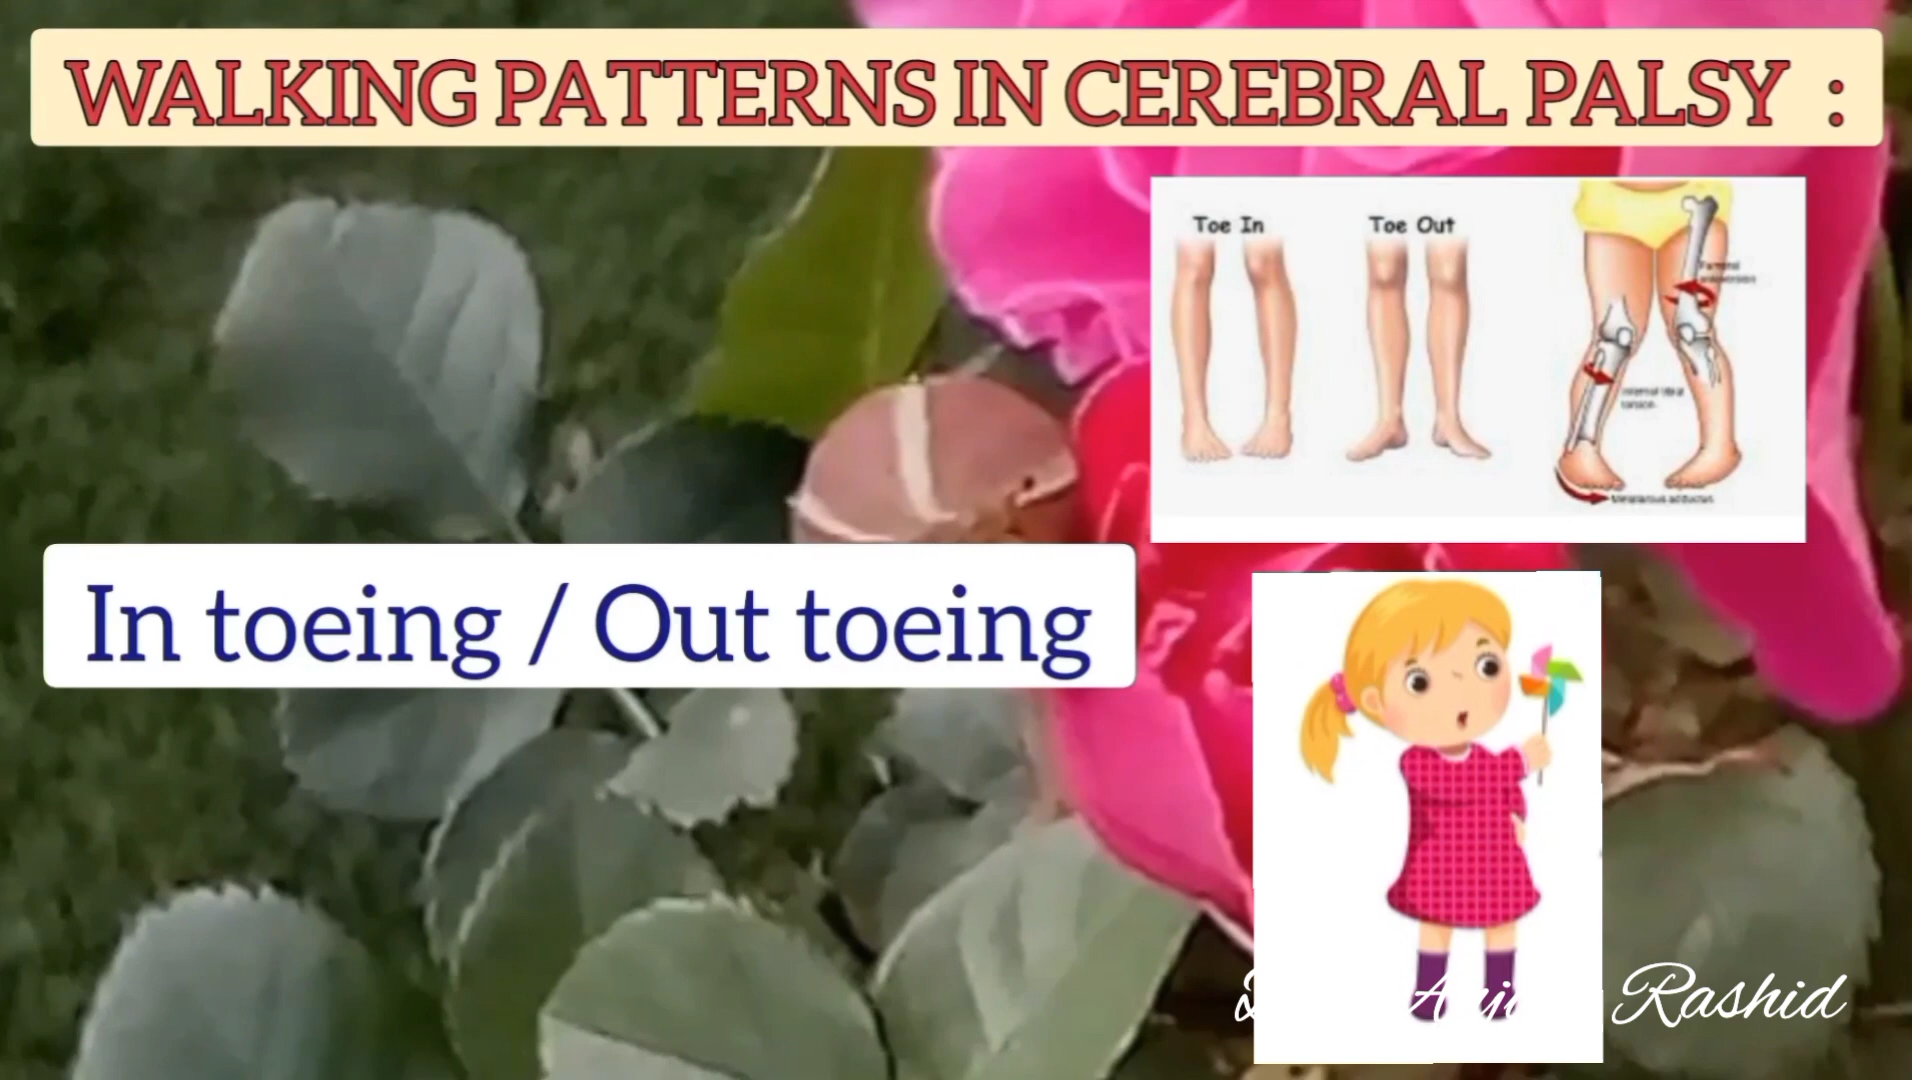 WALKING PATTERNS IN CEREBRAL PALSY :
Toe In
Toe Out
In toeing / Out toeing
Rashid